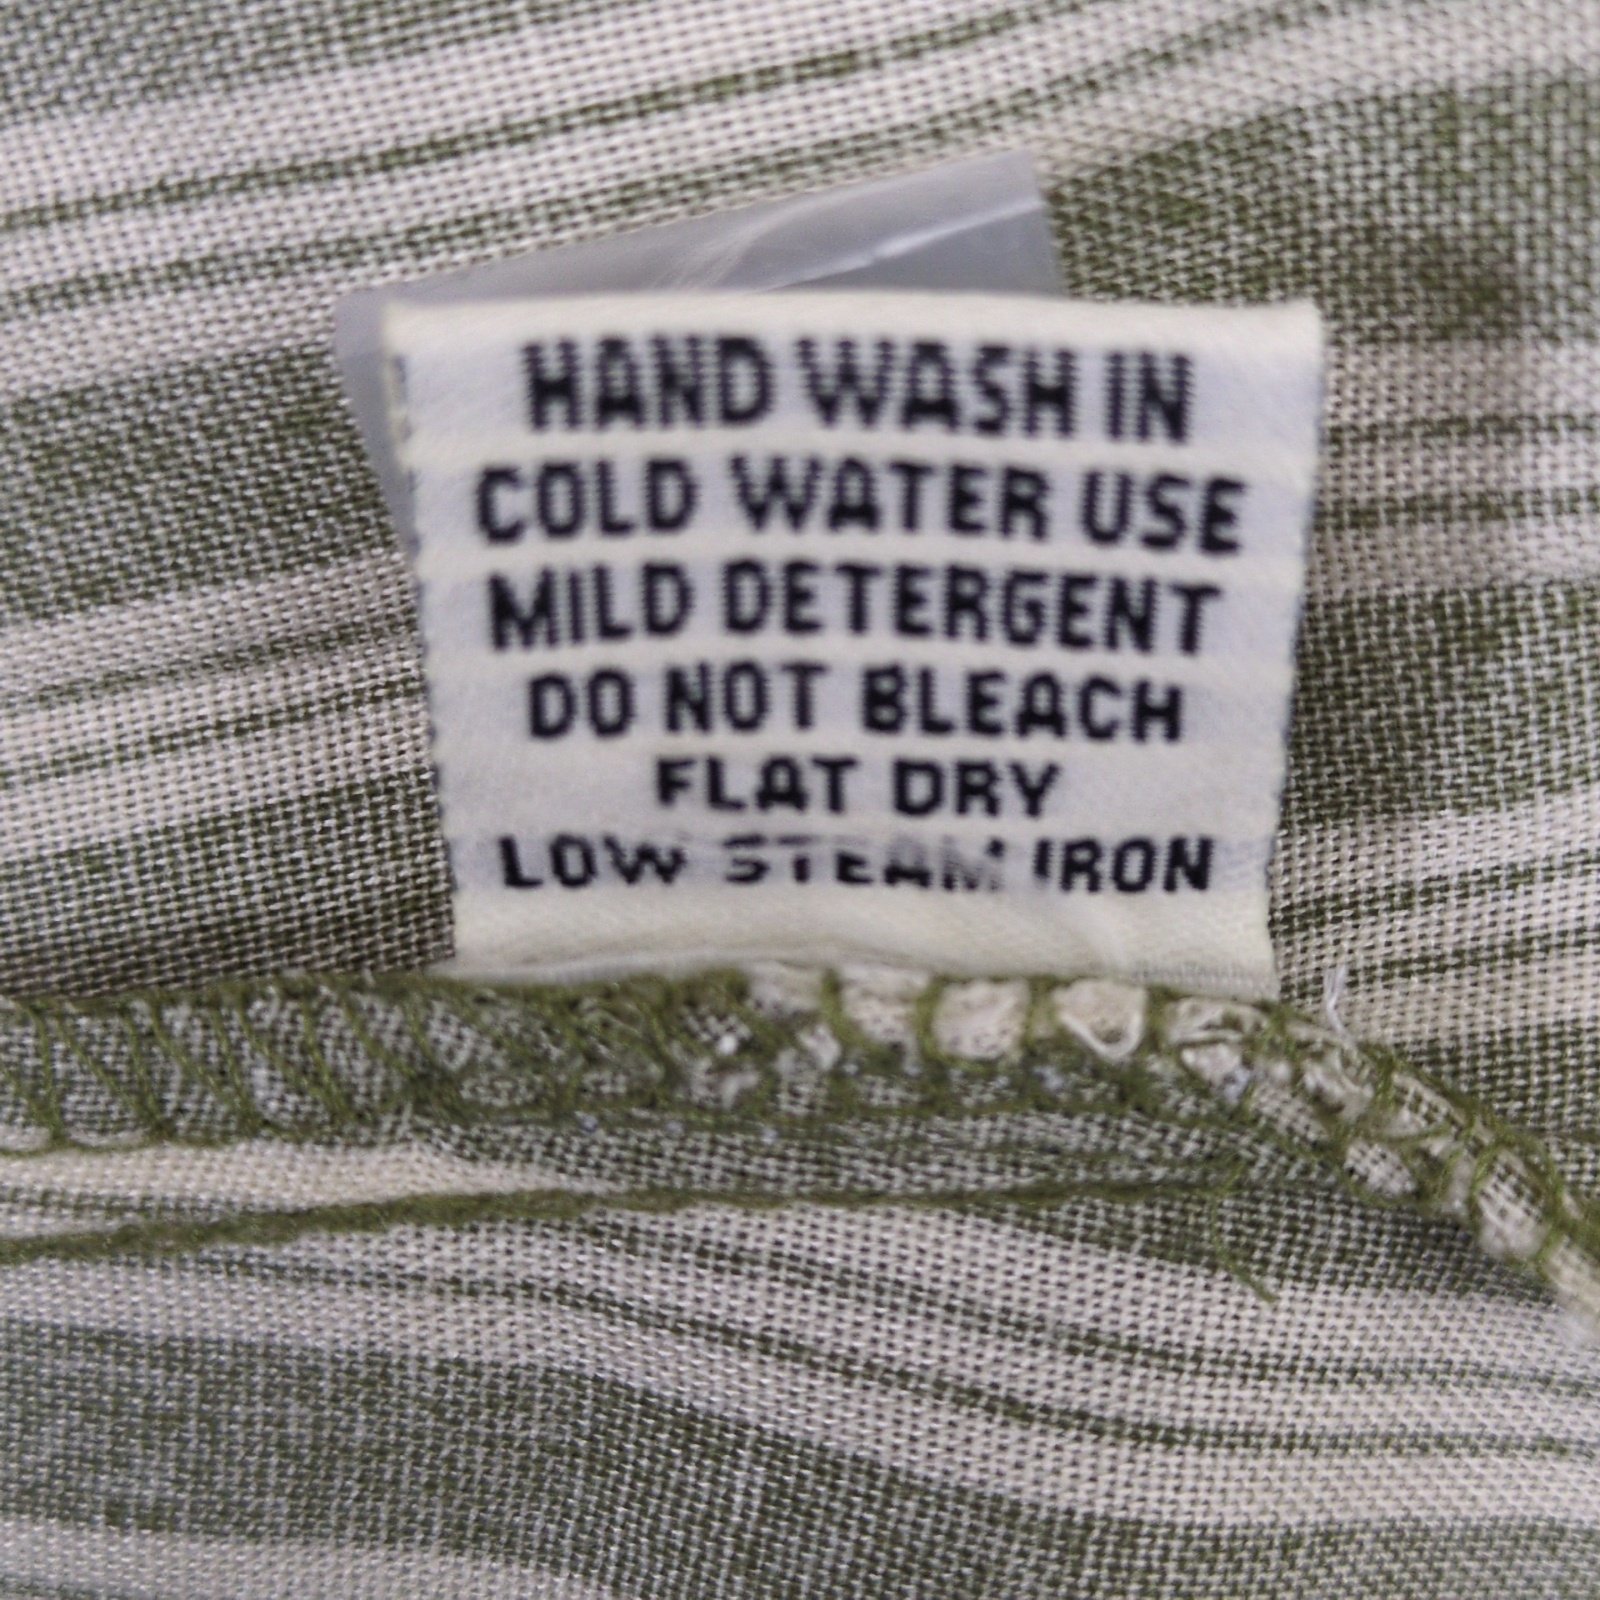 HAND WASH IN
COLD WATER USE
MILD DETERGENT
DO NOT BLEACH
FLAT DRY
LOW STEAM IRON